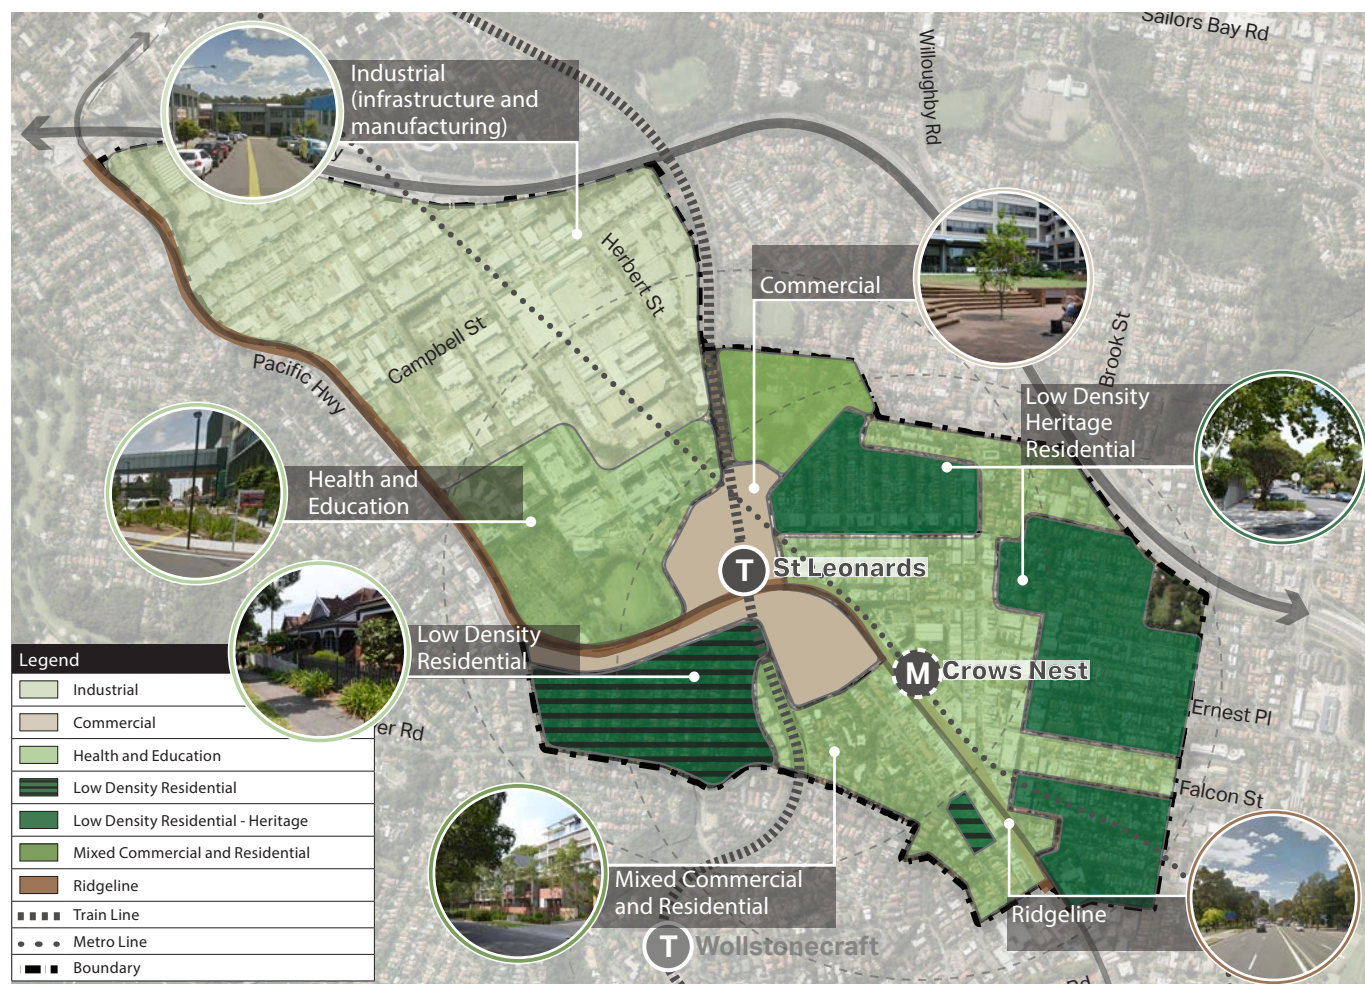 Sailors Bay Rd
Willoughby Rd
Industrial
(infrastructure and
manufacturing)
y
Herbert St
Commercial
Campbell St
Pacific Hwy
Brook St
Low Density
Heritage
Residential
Health and
Education
T St Leonards
Low Density
Residential
M Crows Nest
Ernest Pl
er Rd
Falcon St
Mixed Commercial
and Residential
Ridgeline
T Wollstonecraft
Rd
Legend
Industrial
Commercial
Health and Education
Low Density Residential
Low Density Residential - Heritage
Mixed Commercial and Residential
Ridgeline
Train Line
Metro Line
Boundary